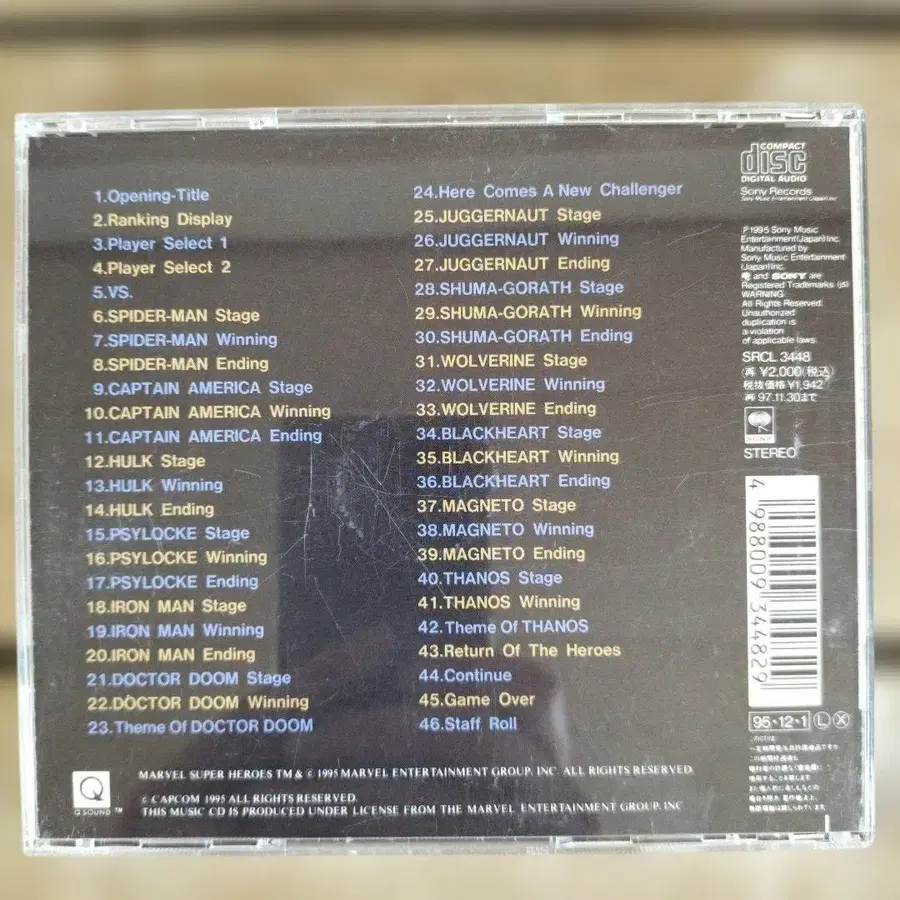 1.Opening-Title
2.Ranking Display
3.Player Select 1
4.Player Select 2
5.VS.
6.SPIDER-MAN Stage
7.SPIDER-MAN Winning
8.SPIDER-MAN Ending
9.CAPTAIN AMERICA Stage
10.CAPTAIN AMERICA Winning
11.CAPTAIN AMERICA Ending
12.HULK Stage
13.HULK Winning
14.HULK Ending
15.PSYLOCKE Stage
16.PSYLOCKE Winning
17.PSYLOCKE Ending
18.IRON MAN Stage
19.IRON MAN Winning
20.IRON MAN Ending
21.DOCTOR DOOM Stage
22.DOCTOR DOOM Winning
23.Theme Of DOCTOR DOOM
24.Here Comes A New Challenger
25.JUGGERNAUT Stage
26.JUGGERNAUT Winning
27.JUGGERNAUT Ending
28.SHUMA-GORATH Stage
29.SHUMA-GORATH Winning
30.SHUMA-GORATH Ending
31.WOLVERINE Stage
32.WOLVERINE Winning
33.WOLVERINE Ending
34.BLACKHEART Stage
35.BLACKHEART Winning
36.BLACKHEART Ending
37.MAGNETO Stage
38.MAGNETO Winning
39.MAGNETO Ending
40.THANOS Stage
41.THANOS Winning
42.Theme Of THANOS
43.Return Of The Heroes
44.Continue
45.Game Over
46.Staff Roll
COMPACT
disc
DIGITAL AUDIO
Sony Records
Sony Music Entertainment (Japan) Inc.
℗1995 Sony Music
Entertainment(Japan)Inc.
Manufactured by
Sony Music Entertainment
(Japan)Inc.
and SONY are
Registered Trademarks.
WARNING:
All Rights Reserved.
Unauthorized
duplication is
a violation
of applicable laws.
SRCL 3448
再 ¥2,000(税込)
税抜価格¥1,942
再 97.11.30まで
SONY
STEREO
4 988009 344829
95・12・1 Ⓛ Ⓧ
MARVEL SUPER HEROES TM & © 1995 MARVEL ENTERTAINMENT GROUP, INC. ALL RIGHTS RESERVED.
Q SOUND ™
© CAPCOM 1995 ALL RIGHTS RESERVED.
THIS MUSIC CD IS PRODUCED UNDER LICENSE FROM THE MARVEL ENTERTAINMENT GROUP, INC